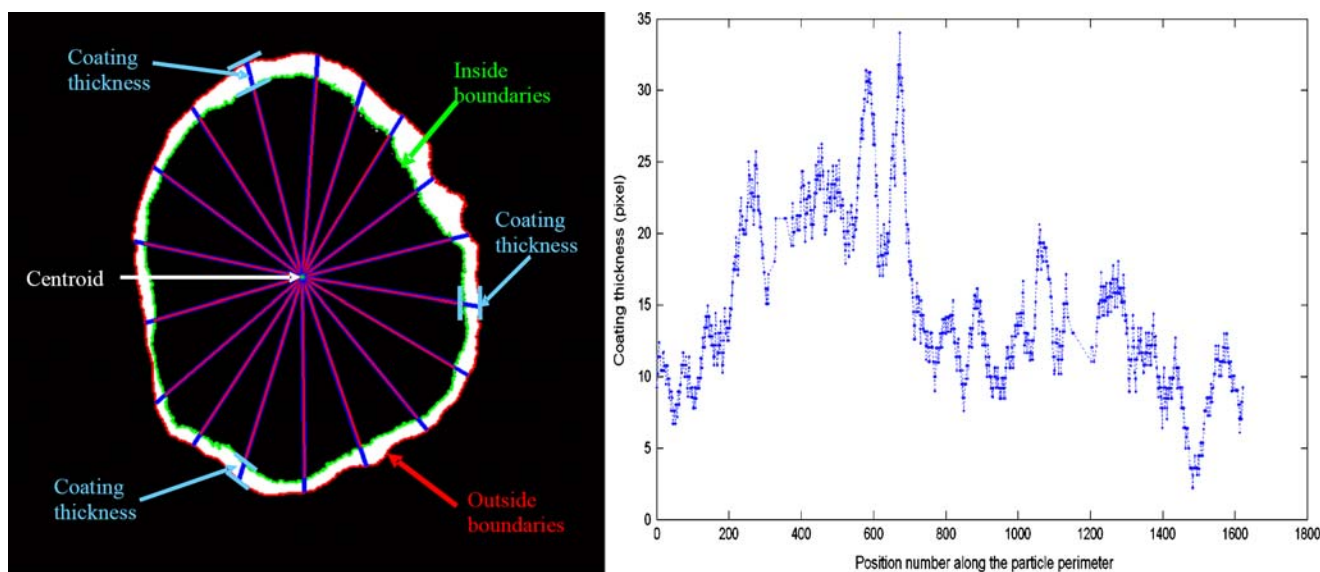 Coating
thickness
Inside
boundaries
Coating
thickness
Centroid
Coating
thickness
Outside
boundaries
35
30
25
20
15
10
5
0
Coating thickness (pixel)
0 200 400 600 800 1000 1200 1400 1600 1800
Position number along the particle perimeter